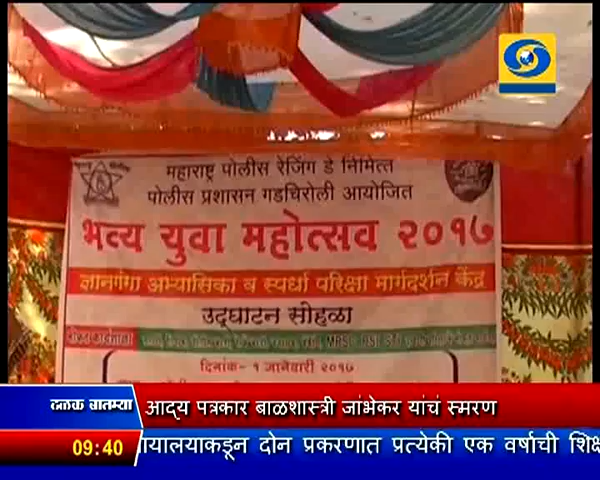 महाराष्ट्र पोलीस रेजिंग डे निमित्त
पोलीस प्रशासन गडचिरोली आयोजित
भव्य युवा महोत्सव २०१७
ज्ञानगंगा अभ्यासिका व स्पर्धा परिक्षा मार्गदर्शन केंद्र
उद्‌घाटन सोहळा
दिनांक- १ जानेवारी २०१७
ठळक बातम्या
आद्य पत्रकार बाळशास्त्री जांभेकर यांचं स्मरण
09:40
ायालयाकडून दोन प्रकरणात प्रत्येकी एक वर्षाची शिक्ष